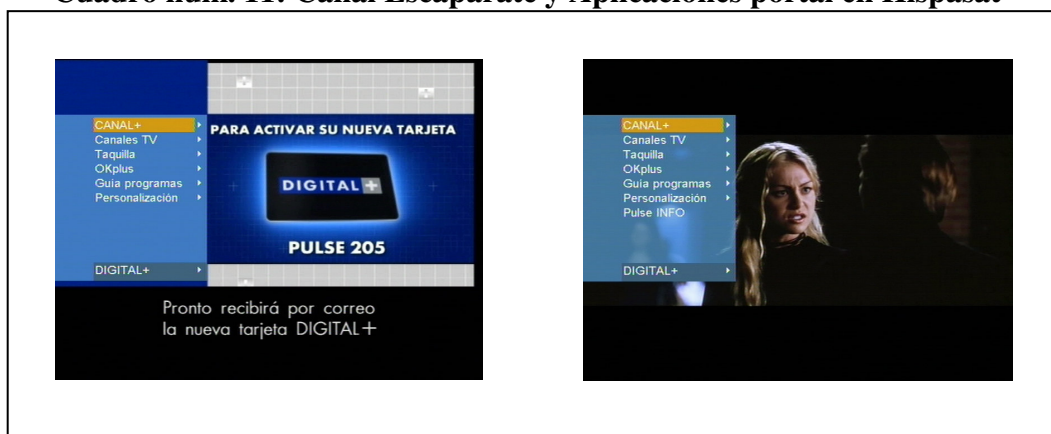 Cuadro núm. 11: Canal Escaparate y Aplicaciones portal en Hispasat
CANAL+
Canales TV
Taquilla
OKplus
Guia programas
Personalización
DIGITAL+
PARA ACTIVAR SU NUEVA TARJETA
DIGITAL+
PULSE 205
Pronto recibirá por correo
la nueva tarjeta DIGITAL+
CANAL+
Canales TV
Taquilla
OKplus
Guia programas
Personalización
Pulse INFO
DIGITAL+